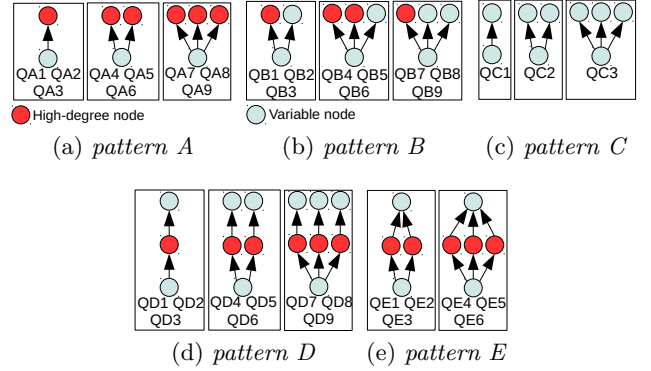 QA1 QA2
QA3
QA4 QA5
QA6
QA7 QA8
QA9
QB1 QB2
QB3
QB4 QB5
QB6
QB7 QB8
QB9
QC1
QC2
QC3
High-degree node
Variable node
(a) pattern A
(b) pattern B
(c) pattern C
QD1 QD2
QD3
QD4 QD5
QD6
QD7 QD8
QD9
QE1 QE2
QE3
QE4 QE5
QE6
(d) pattern D
(e) pattern E